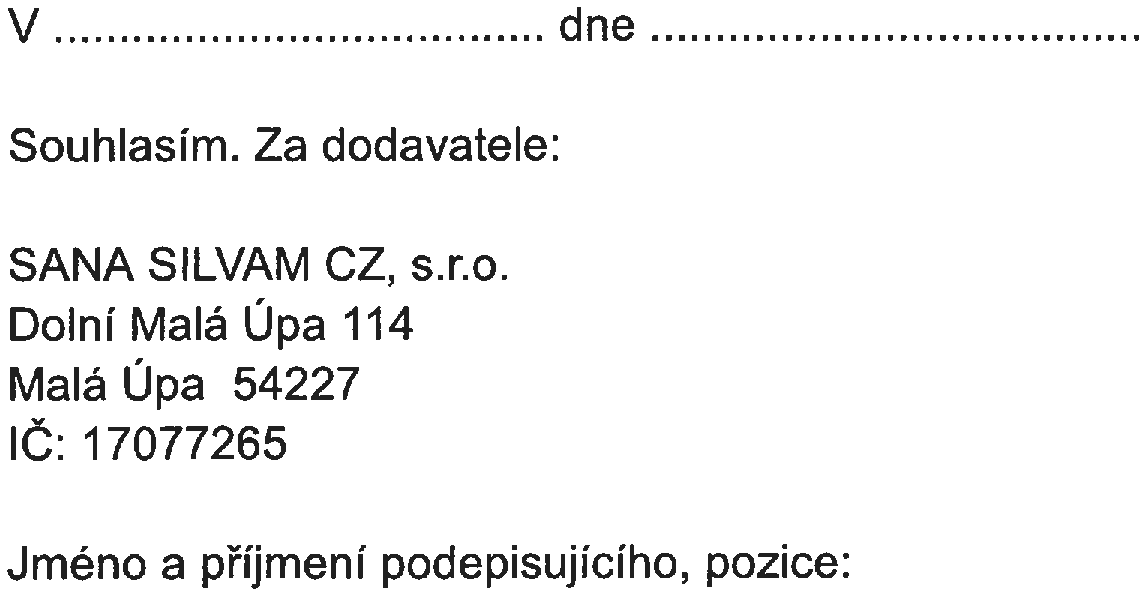 V ...................................... dne ......................................
Souhlasím. Za dodavatele:
SANA SILVAM CZ, s.r.o.
Dolní Malá Úpa 114
Malá Úpa  54227
IČ: 17077265
Jméno a příjmení podepisujícího, pozice: